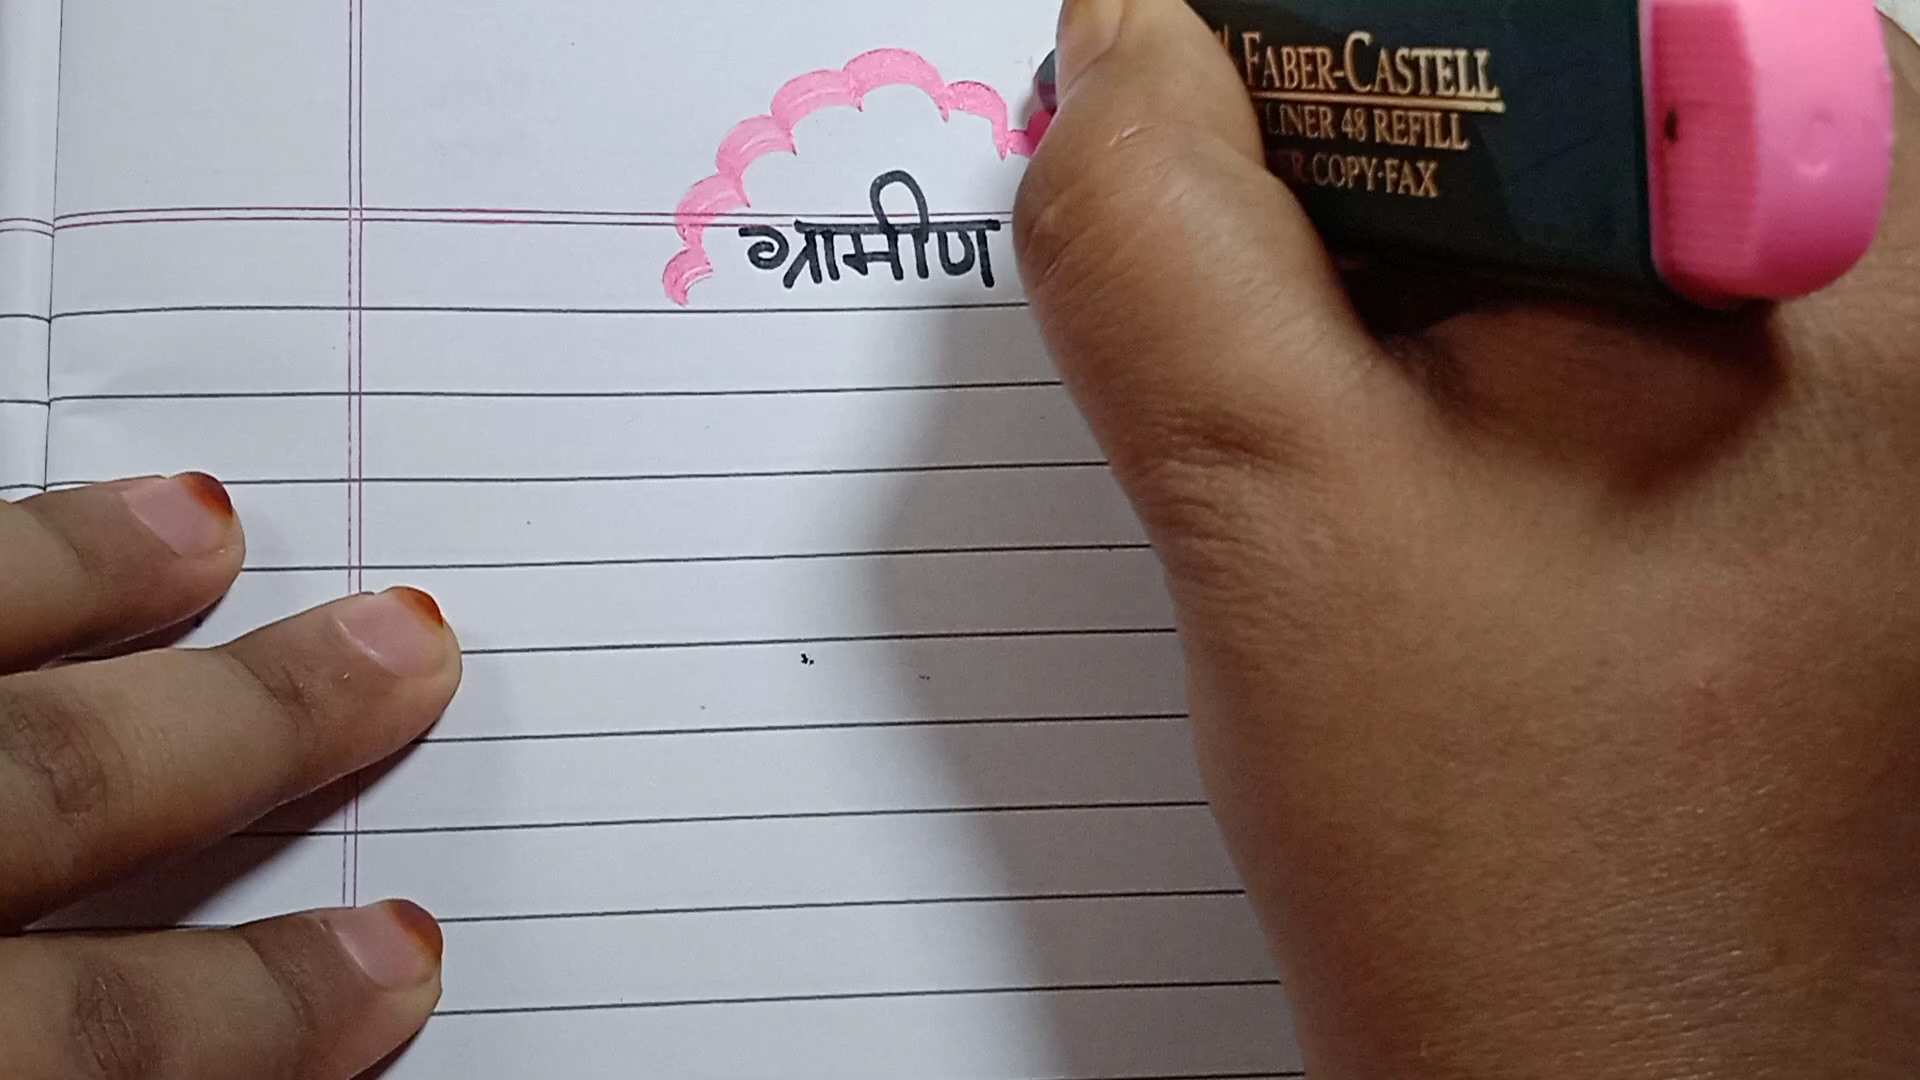 ग्रामीण
FABER-CASTELL
LINER 48 REFILL
COPY·FAX